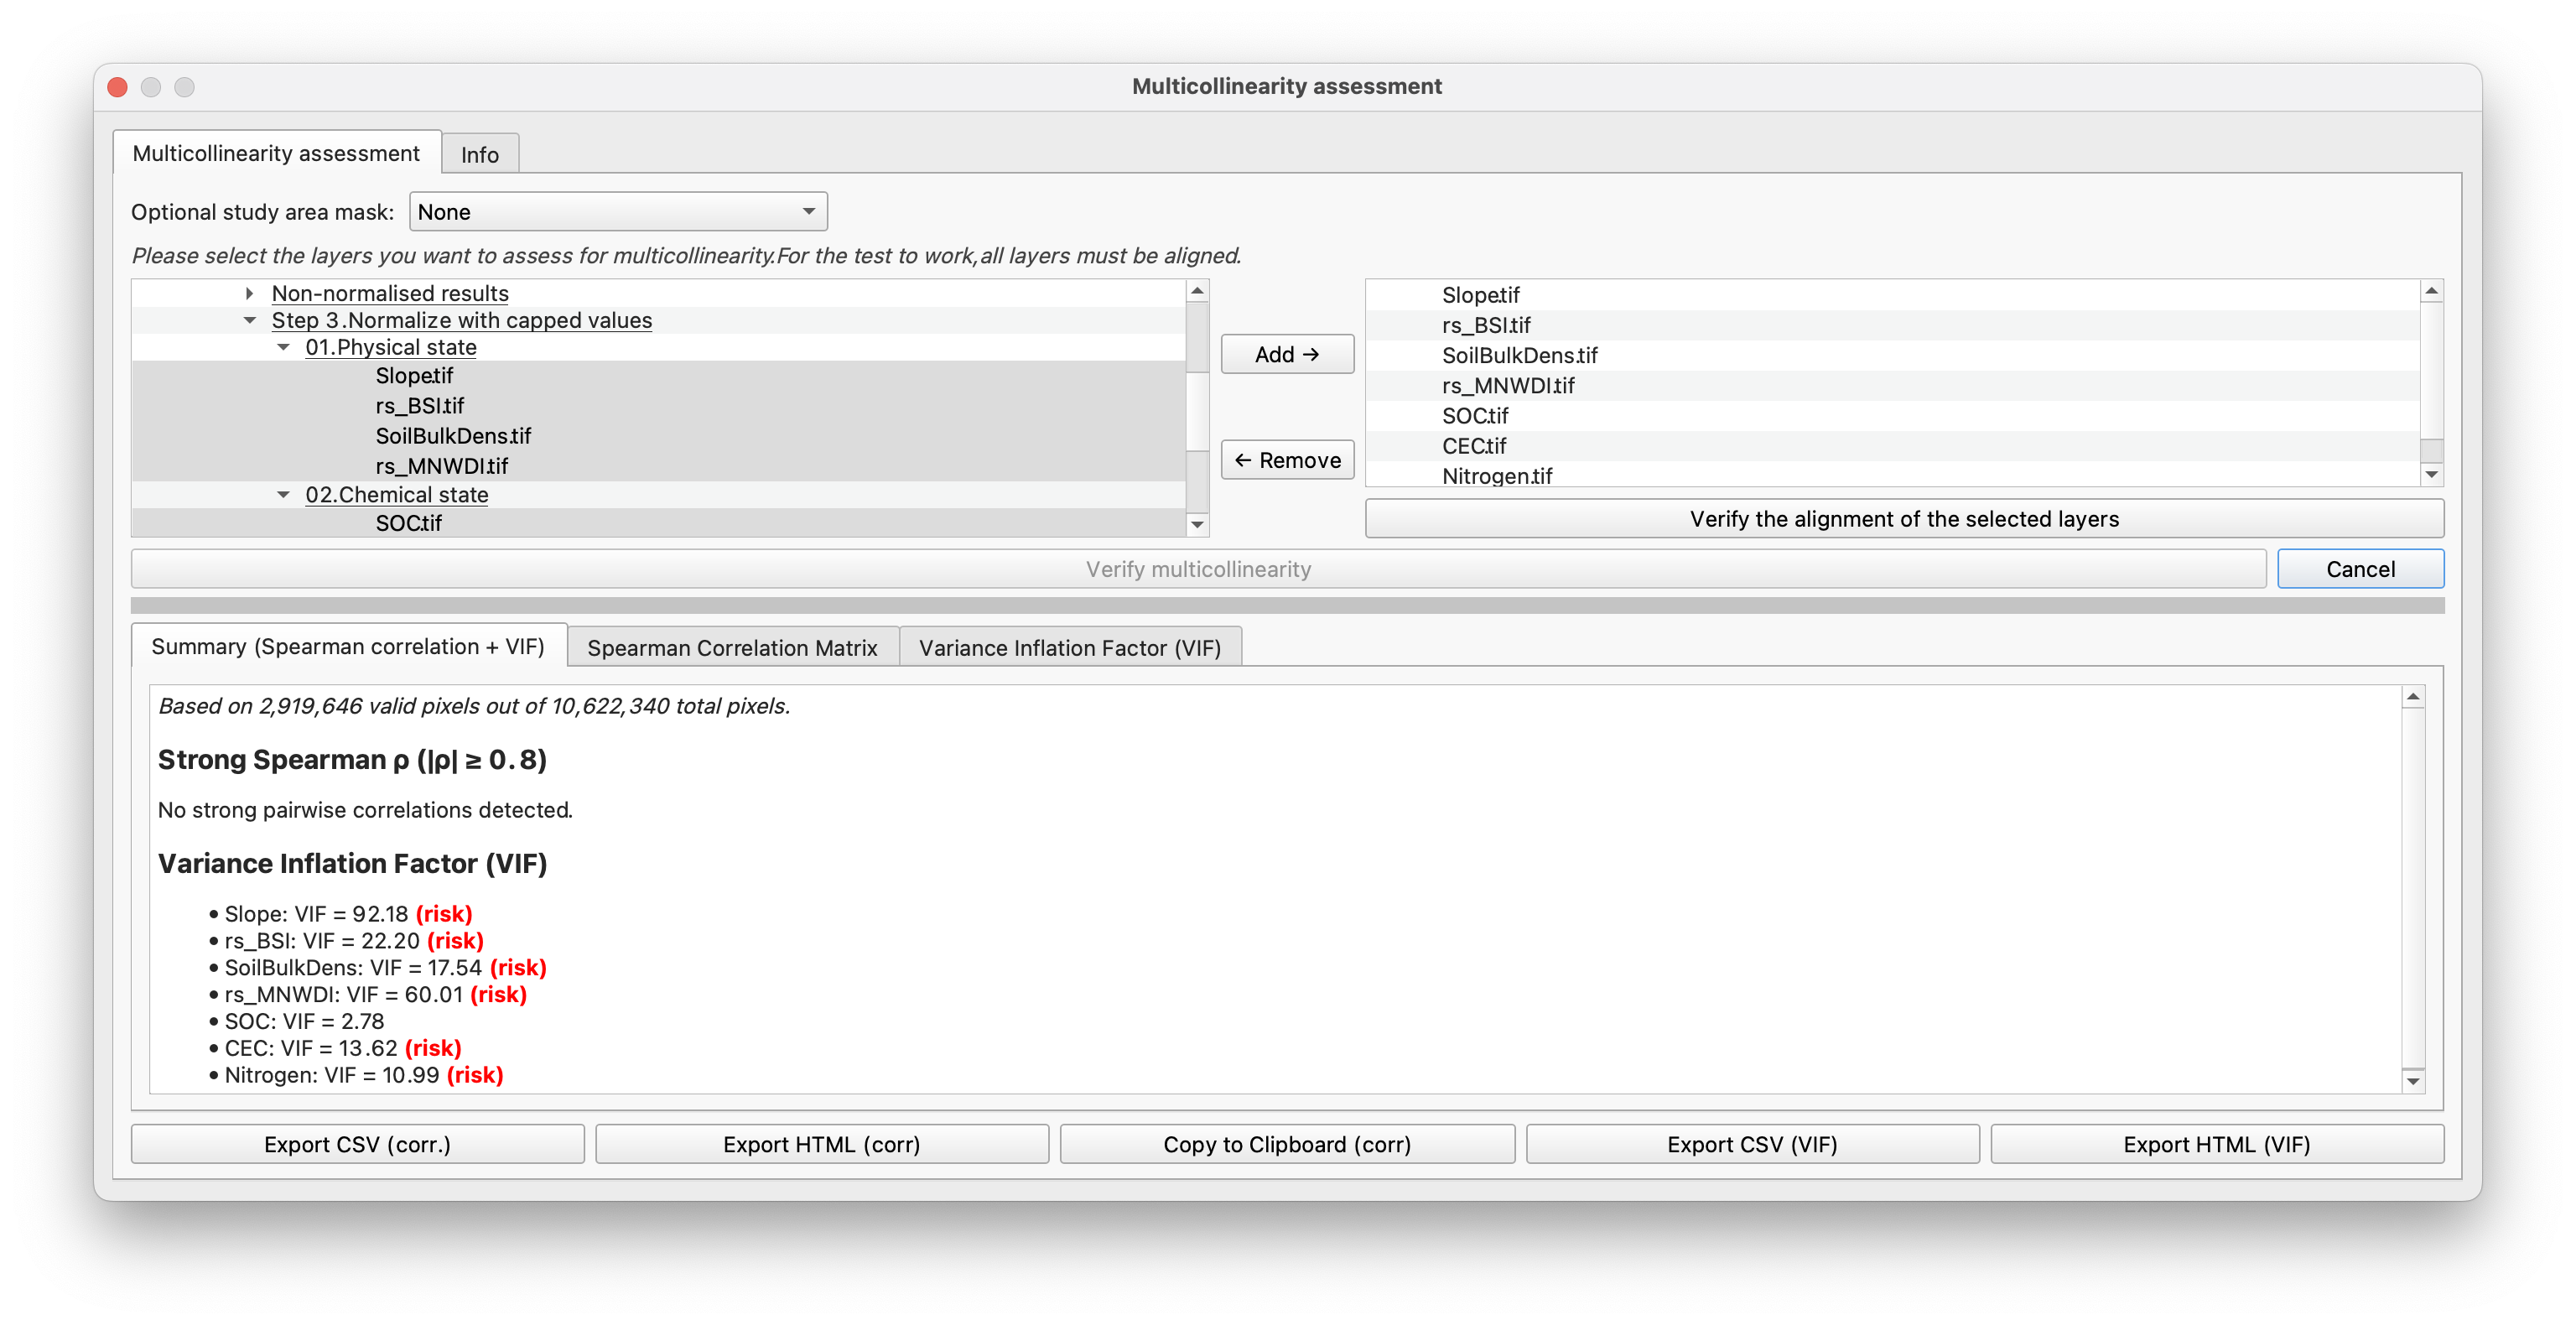 Multicollinearity assessment
Multicollinearity assessment
Info
Optional study area mask: None
Please select the layers you want to assess for multicollinearity.For the test to work,all layers must be aligned.
Non-normalised results
Step 3.Normalize with capped values
01.Physical state
Slope.tif
rs_BSI.tif
SoilBulkDens.tif
rs_MNWDI.tif
02.Chemical state
SOC.tif
Add →
← Remove
Slope.tif
rs_BSI.tif
SoilBulkDens.tif
rs_MNWDI.tif
SOC.tif
CEC.tif
Nitrogen.tif
Verify the alignment of the selected layers
Verify multicollinearity
Cancel
Summary (Spearman correlation + VIF)
Spearman Correlation Matrix
Variance Inflation Factor (VIF)
Based on 2,919,646 valid pixels out of 10,622,340 total pixels.
Strong Spearman ρ (|ρ| ≥ 0.8)
No strong pairwise correlations detected.
Variance Inflation Factor (VIF)
• Slope: VIF = 92.18 (risk)
• rs_BSI: VIF = 22.20 (risk)
• SoilBulkDens: VIF = 17.54 (risk)
• rs_MNWDI: VIF = 60.01 (risk)
• SOC: VIF = 2.78
• CEC: VIF = 13.62 (risk)
• Nitrogen: VIF = 10.99 (risk)
Export CSV (corr.)
Export HTML (corr)
Copy to Clipboard (corr)
Export CSV (VIF)
Export HTML (VIF)